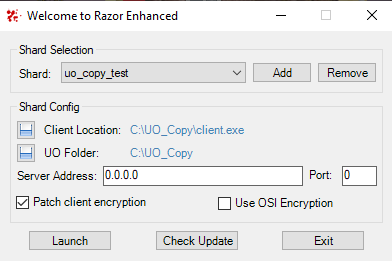 Welcome to Razor Enhanced
Shard Selection
Shard: uo_copy_test Add Remove
Shard Config
Client Location: C:\UO_Copy\client.exe
UO Folder: C:\UO_Copy
Server Address: 0.0.0.0 Port: 0
Patch client encryption Use OSI Encryption
Launch Check Update Exit